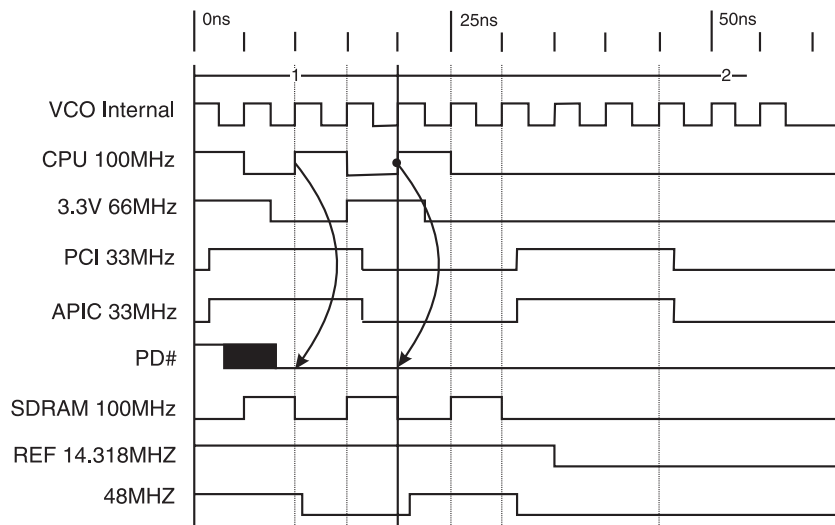 0ns
25ns
50ns
1
2
VCO Internal
CPU 100MHz
3.3V 66MHz
PCI 33MHz
APIC 33MHz
PD#
SDRAM 100MHz
REF 14.318MHZ
48MHZ